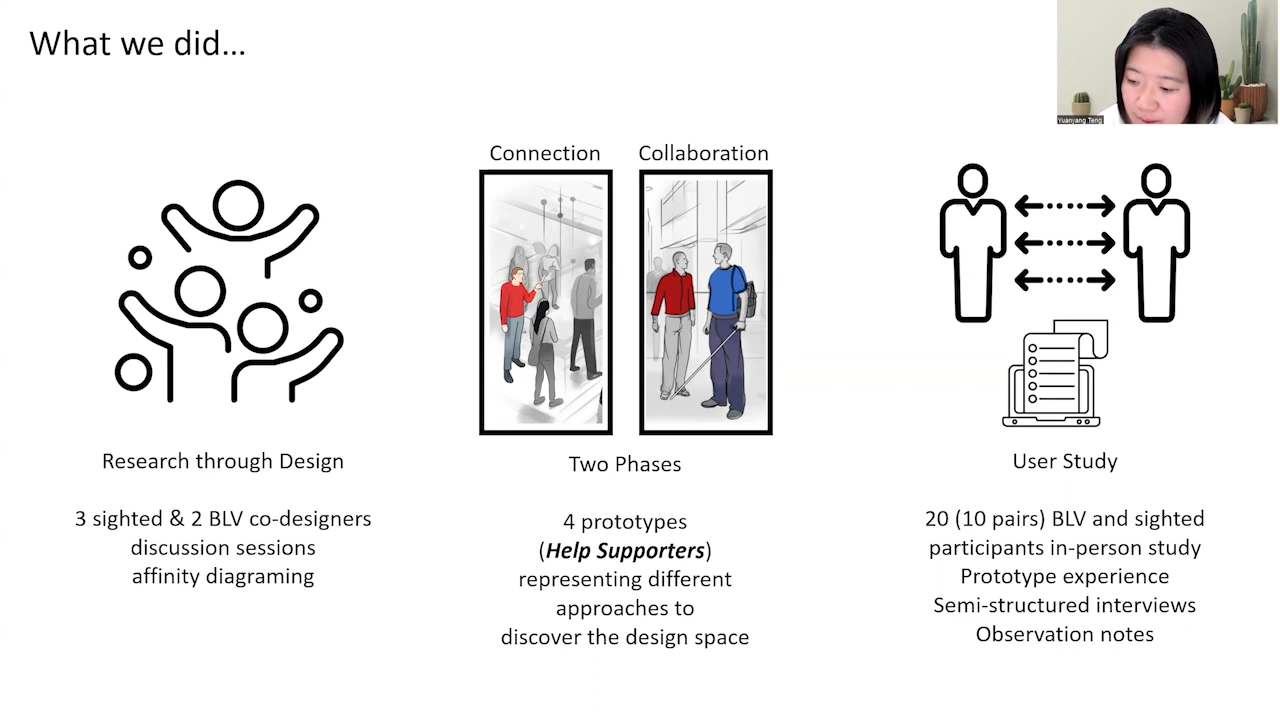 What we did...
Yuanyang Teng
Connection
Collaboration
Research through Design
3 sighted & 2 BLV co-designers
discussion sessions
affinity diagraming
Two Phases
4 prototypes
(Help Supporters)
representing different
approaches to
discover the design space
User Study
20 (10 pairs) BLV and sighted
participants in-person study
Prototype experience
Semi-structured interviews
Observation notes